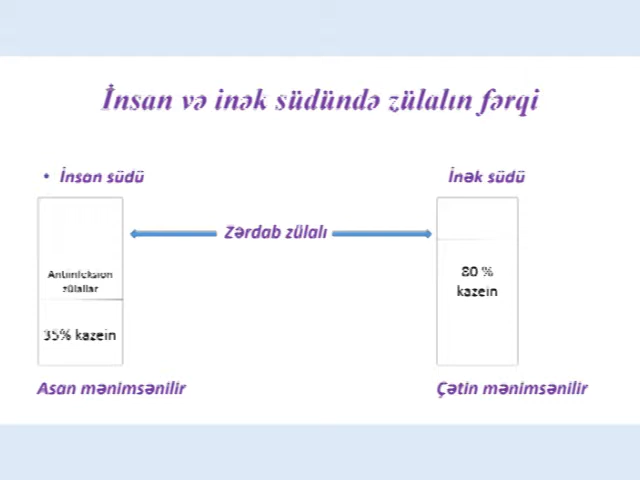 İnsan və inək südündə zülalın fərqi
• İnsan südü
İnək südü
Zərdab zülalı
Antiinfeksion
zülallar
35% kazein
80 %
kazein
Asan mənimsənilir
Çətin mənimsənilir